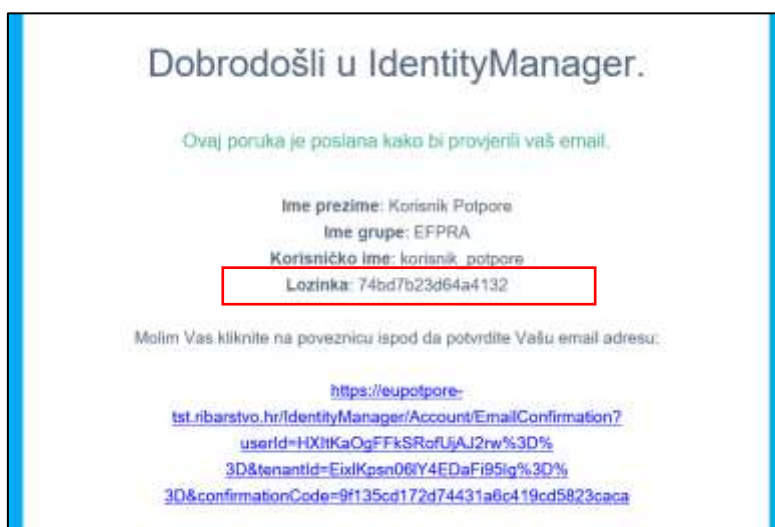 Dobrodošli u IdentityManager.
Ovaj poruka je poslana kako bi provjerili vaš email.
Ime prezime: Korisnik Potpore
Ime grupe: EFPRA
Korisničko ime: korisnik_potpore
Lozinka: 74bd7b23d64a4132
Molim Vas kliknite na poveznicu ispod da potvrdite Vašu email adresu:
https://eupotpore-
tst.ribarstvo.hr/IdentityManager/Account/EmailConfirmation?
userId=HXItKaOgFFkSRofUjAJ2rw%3D%
3D&tenantId=EixlKpsn06lY4EDaFi95Ig%3D%
3D&confirmationCode=9f135cd172d74431a6c419cd5823caca